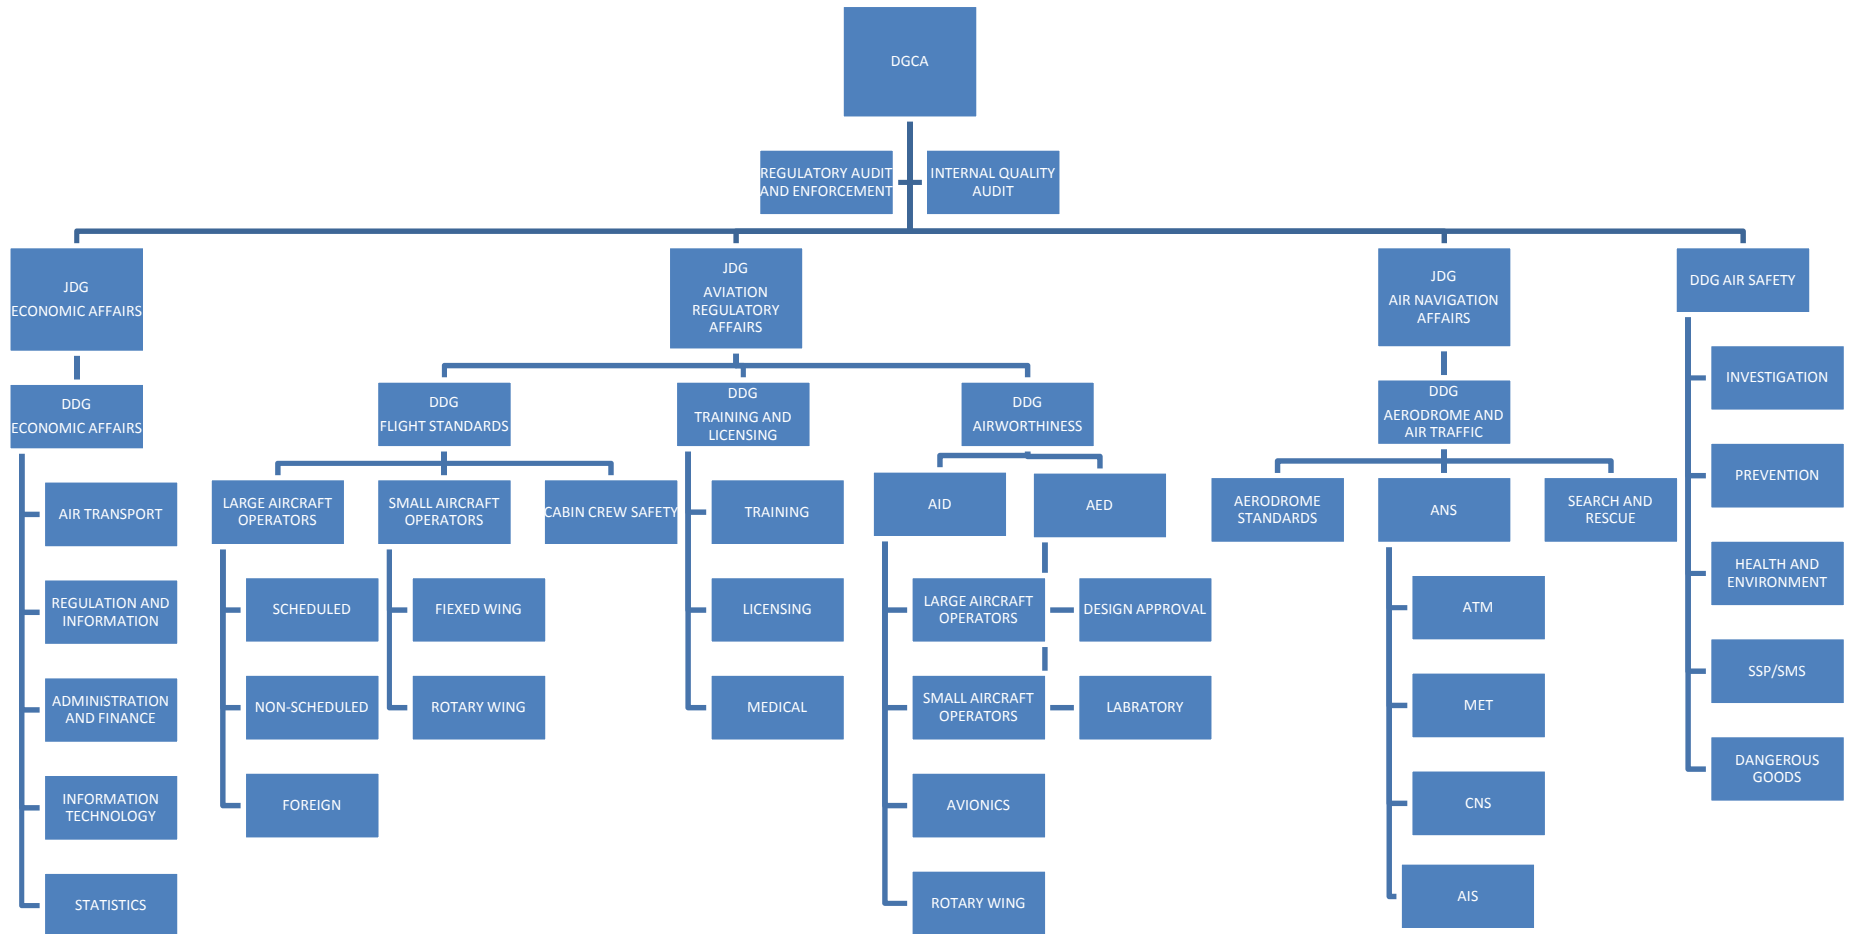 DGCA
REGULATORY AUDIT
AND ENFORCEMENT
INTERNAL QUALITY
AUDIT
JDG
ECONOMIC AFFAIRS
JDG
AVIATION
REGULATORY
AFFAIRS
JDG
AIR NAVIGATION
AFFAIRS
DDG AIR SAFETY
DDG
ECONOMIC AFFAIRS
AIR TRANSPORT
REGULATION AND
INFORMATION
ADMINISTRATION
AND FINANCE
INFORMATION
TECHNOLOGY
STATISTICS
DDG
FLIGHT STANDARDS
LARGE AIRCRAFT
OPERATORS
SCHEDULED
NON-SCHEDULED
FOREIGN
SMALL AIRCRAFT
OPERATORS
FIEXED WING
ROTARY WING
CABIN CREW SAFETY
DDG
TRAINING AND
LICENSING
TRAINING
LICENSING
MEDICAL
DDG
AIRWORTHINESS
AID
LARGE AIRCRAFT
OPERATORS
SMALL AIRCRAFT
OPERATORS
AVIONICS
ROTARY WING
AED
DESIGN APPROVAL
LABRATORY
DDG
AERODROME AND
AIR TRAFFIC
AERODROME
STANDARDS
ANS
ATM
MET
CNS
AIS
SEARCH AND
RESCUE
INVESTIGATION
PREVENTION
HEALTH AND
ENVIRONMENT
SSP/SMS
DANGEROUS
GOODS